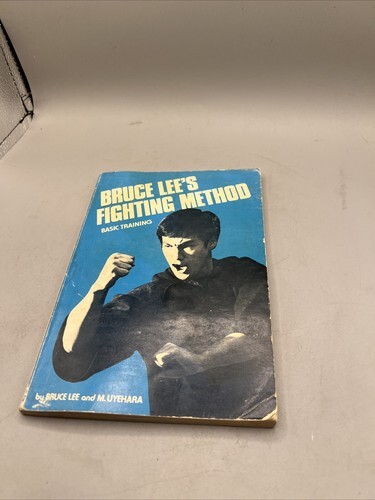 BRUCE LEE'S
FIGHTING METHOD
BASIC TRAINING
by BRUCE LEE and M. UYEHARA